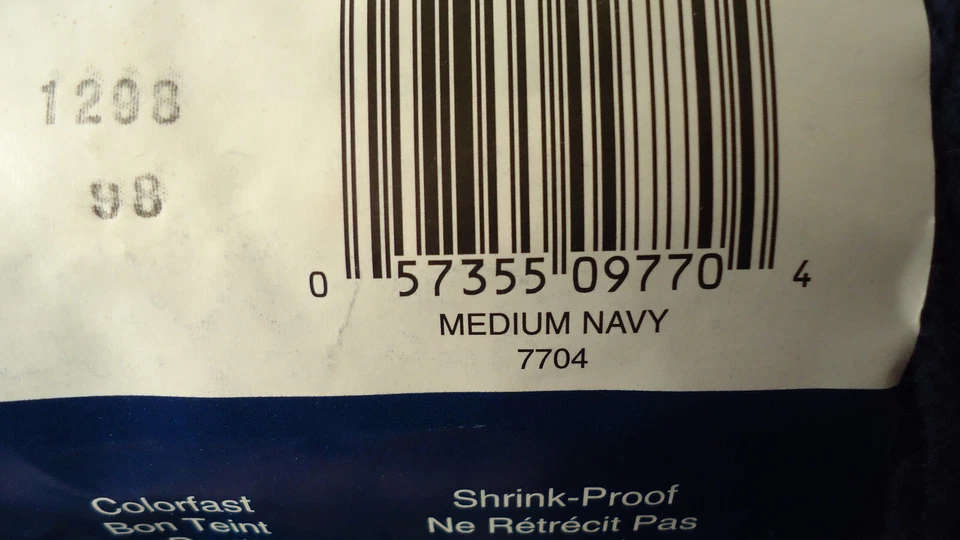 1298
98
0 57355 09770 4
MEDIUM NAVY
7704
Colorfast
Bon Teint
Shrink-Proof
Ne Rétrécit Pas